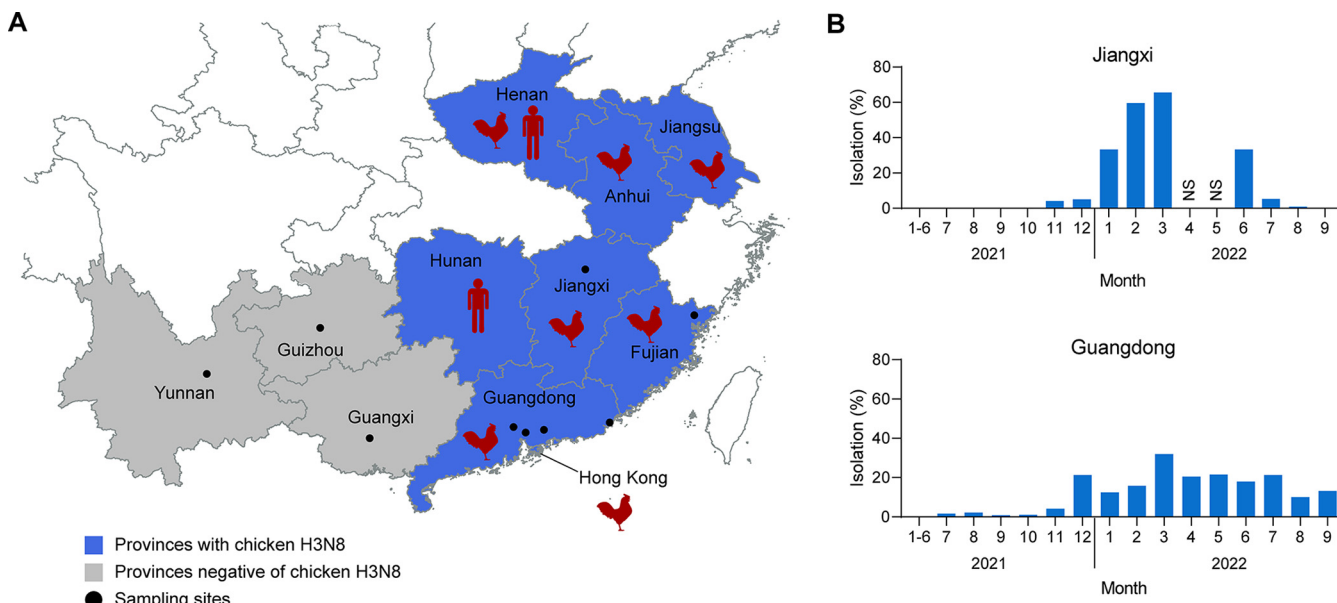 A
Henan
Jiangsu
Anhui
Hunan
Jiangxi
Fujian
Guizhou
Yunnan
Guangdong
Guangxi
Hong Kong
Provinces with chicken H3N8
Provinces negative of chicken H3N8
Sampling sites
B
Jiangxi
Isolation (%)
80
60
40
20
0
NS NS
1-6 7 8 9 10 11 12 1 2 3 4 5 6 7 8 9
2021 2022
Month
Guangdong
Isolation (%)
80
60
40
20
0
1-6 7 8 9 10 11 12 1 2 3 4 5 6 7 8 9
2021 2022
Month